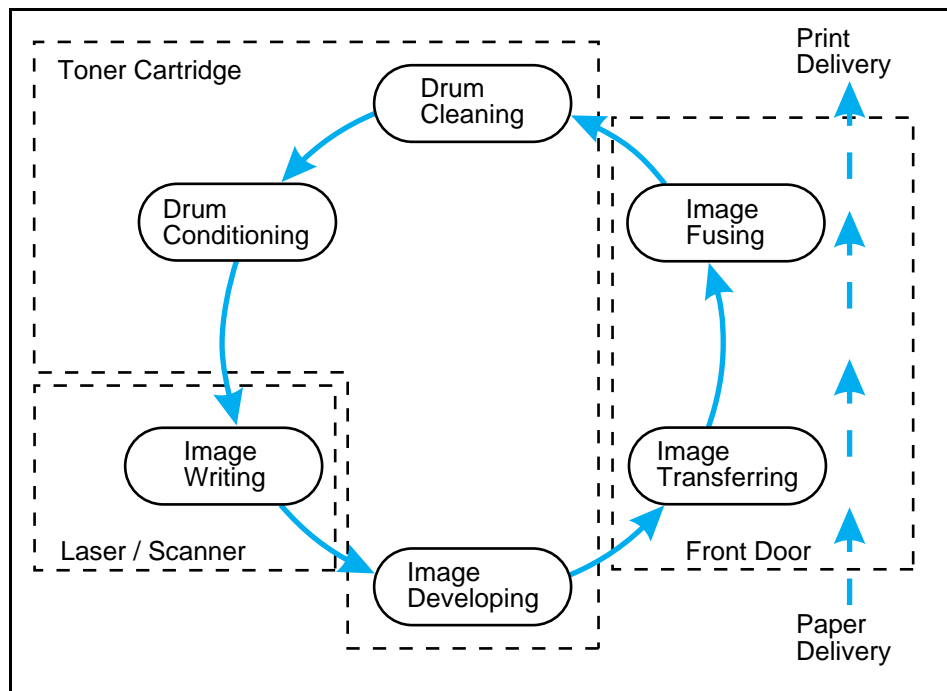 Toner Cartridge
Drum
Cleaning
Print
Delivery
Drum
Conditioning
Image
Fusing
Image
Writing
Image
Transferring
Laser / Scanner
Front Door
Image
Developing
Paper
Delivery